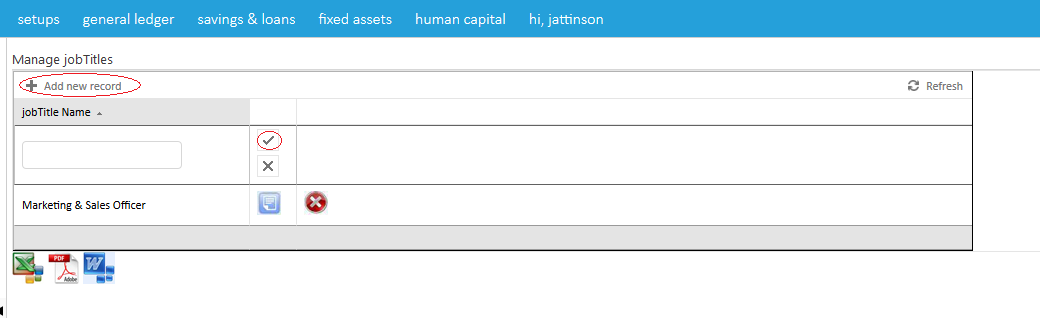 setups general ledger savings & loans fixed assets human capital hi, jattinson
Manage jobTitles
Add new record Refresh
jobTitle Name
Marketing & Sales Officer
PDF
Adobe
W